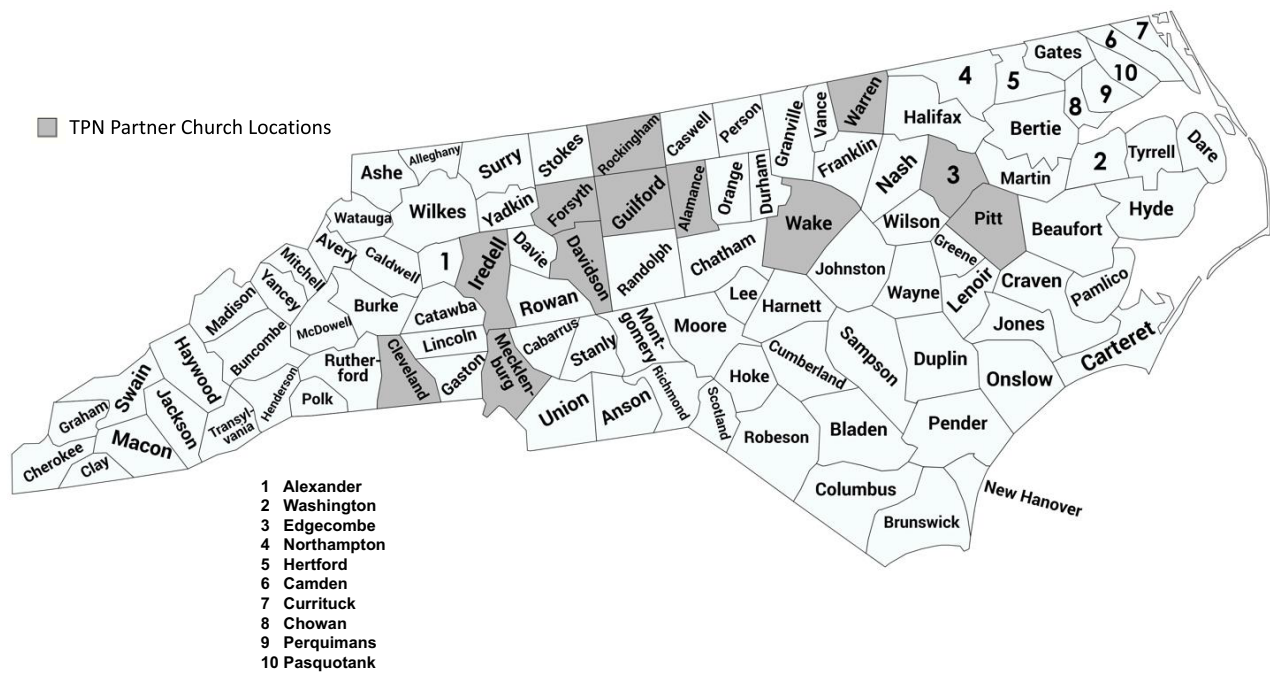 TPN Partner Church Locations
Ashe
Alleghany
Surry
Stokes
Rockingham
Caswell
Person
Granville
Vance
Warren
Halifax
4
5
Gates
6
7
10
9
8
Bertie
Watauga
Wilkes
Yadkin
Forsyth
Guilford
Alamance
Orange
Durham
Franklin
Nash
3
Martin
2
Tyrrell
Dare
Mitchell
Avery
Caldwell
1
Iredell
Davie
Davidson
Randolph
Chatham
Wake
Wilson
Pitt
Beaufort
Hyde
Madison
Yancey
Burke
Catawba
Rowan
Lee
Harnett
Johnston
Wayne
Greene
Lenoir
Craven
Pamlico
Swain
Haywood
Buncombe
McDowell
Ruther-
ford
Cleveland
Lincoln
Gaston
Mecklen-
burg
Cabarrus
Stanly
Mont-
gomery
Moore
Hoke
Cumberland
Sampson
Duplin
Jones
Onslow
Carteret
Graham
Cherokee
Clay
Macon
Jackson
Transyl-
vania
Henderson
Polk
Union
Anson
Richmond
Scotland
Robeson
Bladen
Pender
Columbus
Brunswick
New Hanover
1 Alexander
2 Washington
3 Edgecombe
4 Northampton
5 Hertford
6 Camden
7 Currituck
8 Chowan
9 Perquimans
10 Pasquotank